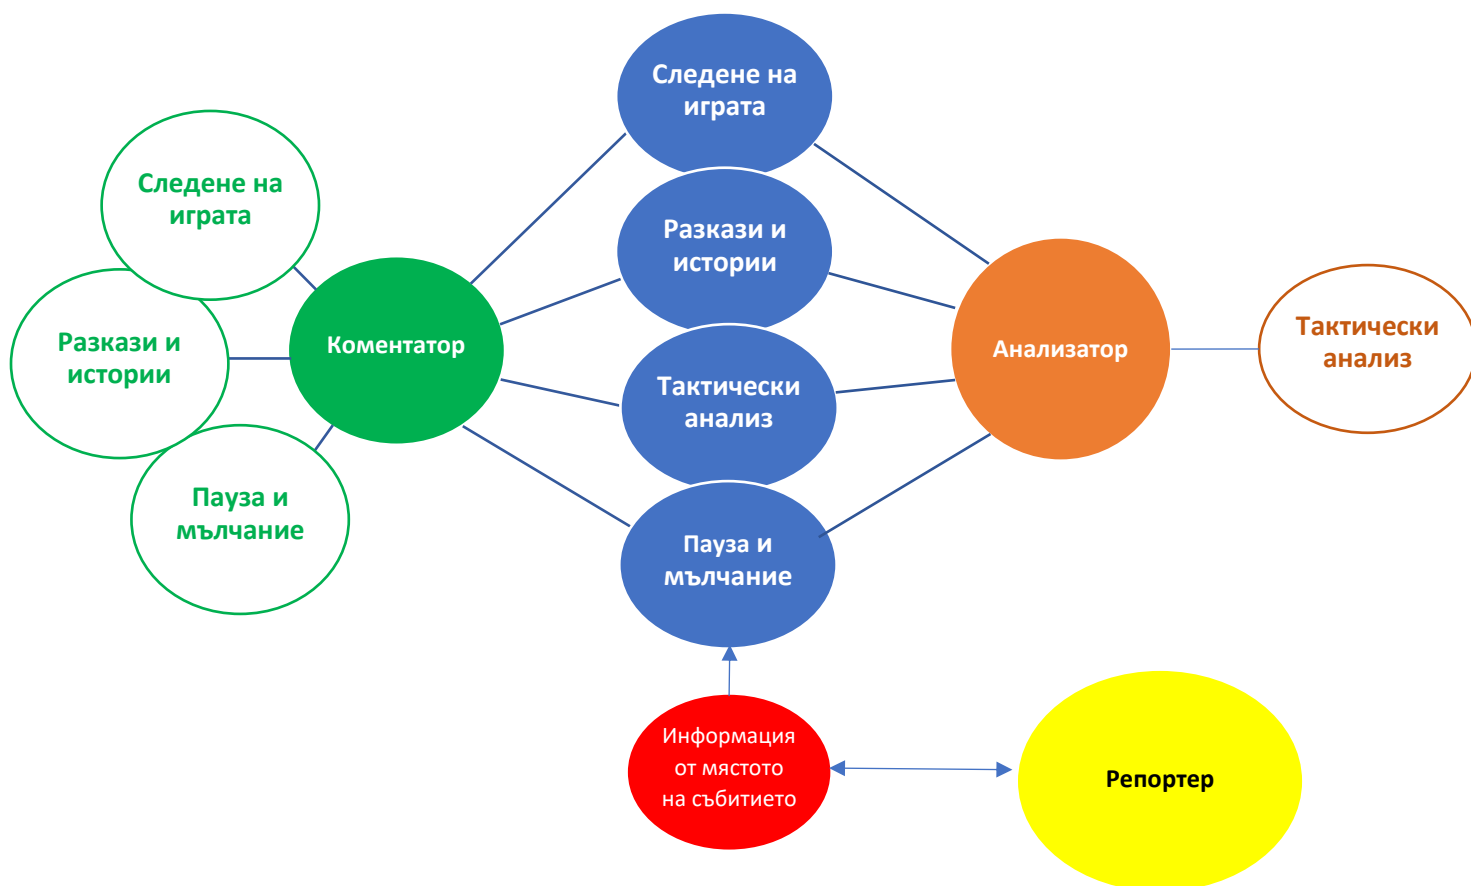 Следене на
играта
Следене на
играта
Разкази и
истории
Разкази и
истории
Коментатор
Анализатор
Тактически
анализ
Тактически
анализ
Пауза и
мълчание
Пауза и
мълчание
Информация
от мястото
на събитието
Репортер